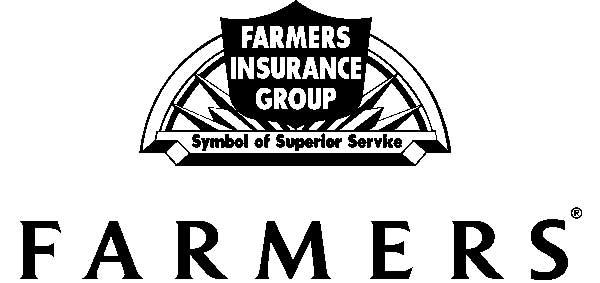 FARMERS
INSURANCE
GROUP
Symbol of Superior Service
FARMERS®